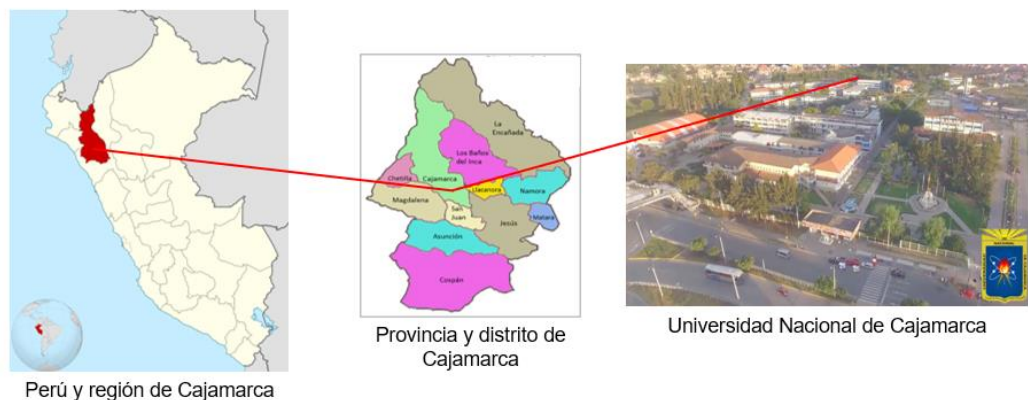 La
Encañada
Los Baños
del Inca
Chetilla
Cajamarca
Llacanora
Namora
Magdalena
San
Juan
Matara
Jesús
Asunción
Cospán
Perú y región de Cajamarca
Provincia y distrito de
Cajamarca
Universidad Nacional de Cajamarca